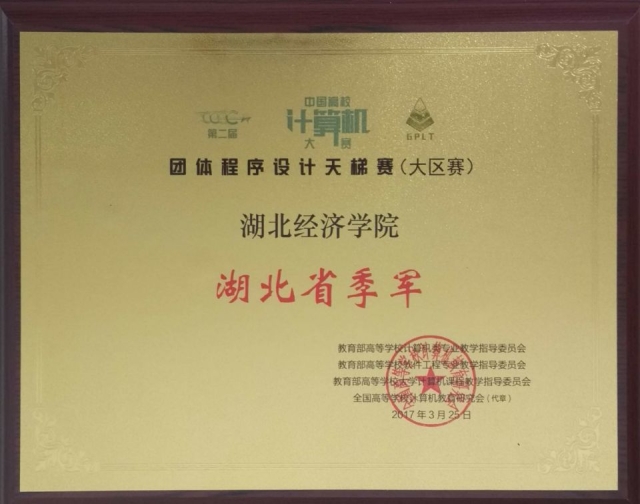 中国高校
计算机
大赛
第二届
GPLT
团体程序设计天梯赛(大区赛)
湖北经济学院
湖北省季军
教育部高等学校计算机类专业教学指导委员会
教育部高等学校软件工程专业教学指导委员会
教育部高等学校大学计算机课程教学指导委员会
全国高等学校计算机教育研究会(代章)
2017年3月25日